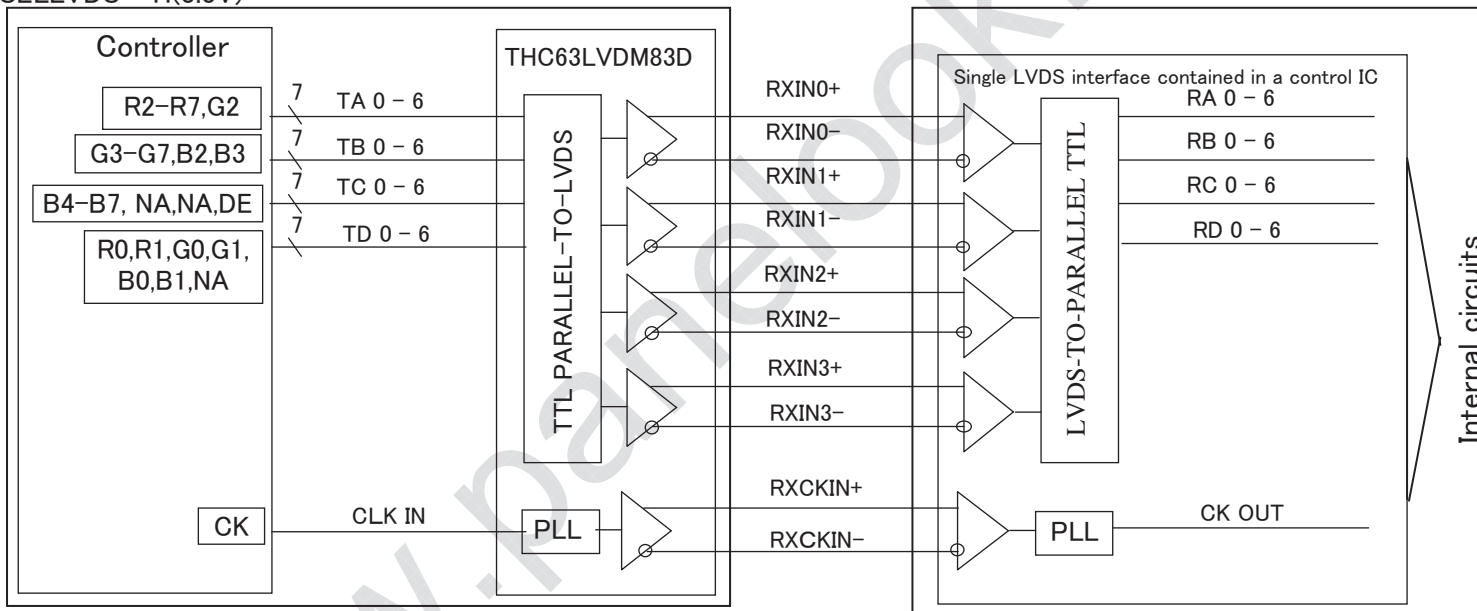 Controller
R2-R7,G2
G3-G7,B2,B3
B4-B7, NA,NA,DE
R0,R1,G0,G1,
B0,B1,NA
CK
7
TA 0 - 6
7
TB 0 - 6
7
TC 0 - 6
7
TD 0 - 6
CLK IN
THC63LVDM83D
TTL PARALLEL-TO-LVDS
PLL
RXIN0+
RXIN0-
RXIN1+
RXIN1-
RXIN2+
RXIN2-
RXIN3+
RXIN3-
RXCKIN+
RXCKIN-
Single LVDS interface contained in a control IC
LVDS-TO-PARALLEL TTL
PLL
RA 0 - 6
RB 0 - 6
RC 0 - 6
RD 0 - 6
CK OUT
Internal circuits
.panelook.